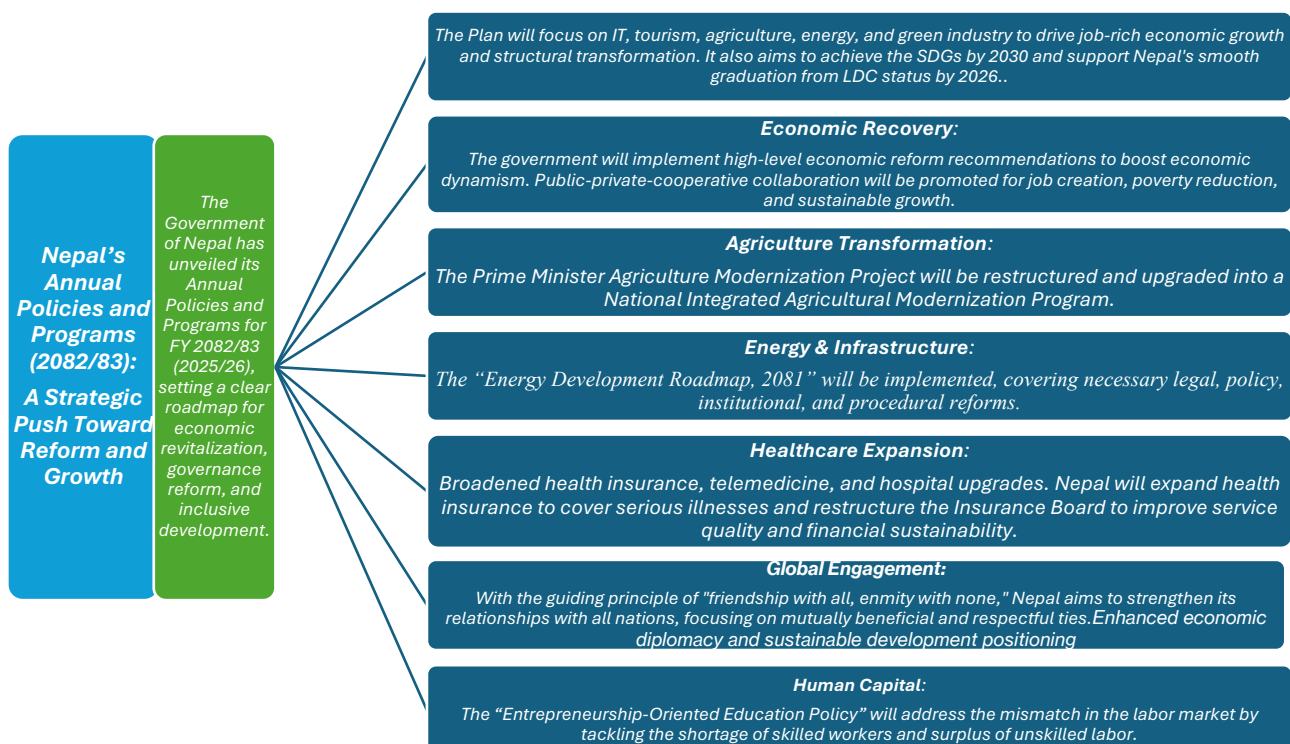 Nepal's
Annual
Policies and
Programs
(2082/83):
A Strategic
Push Toward
Reform and
Growth
The
Government
of Nepal has
unveiled its
Annual
Policies and
Programs for
FY 2082/83
(2025/26),
setting a clear
roadmap for
economic
revitalization,
governance
reform, and
inclusive
development.
The Plan will focus on IT, tourism, agriculture, energy, and green industry to drive job-rich economic growth
and structural transformation. It also aims to achieve the SDGs by 2030 and support Nepal's smooth
graduation from LDC status by 2026..
Economic Recovery:
The government will implement high-level economic reform recommendations to boost economic
dynamism. Public-private-cooperative collaboration will be promoted for job creation, poverty reduction,
and sustainable growth.
Agriculture Transformation:
The Prime Minister Agriculture Modernization Project will be restructured and upgraded into a
National Integrated Agricultural Modernization Program.
Energy & Infrastructure:
The “Energy Development Roadmap, 2081” will be implemented, covering necessary legal, policy,
institutional, and procedural reforms.
Healthcare Expansion:
Broadened health insurance, telemedicine, and hospital upgrades. Nepal will expand health
insurance to cover serious illnesses and restructure the Insurance Board to improve service
quality and financial sustainability.
Global Engagement:
With the guiding principle of "friendship with all, enmity with none," Nepal aims to strengthen its
relationships with all nations, focusing on mutually beneficial and respectful ties.Enhanced economic
diplomacy and sustainable development positioning
Human Capital:
The “Entrepreneurship-Oriented Education Policy” will address the mismatch in the labor market by
tackling the shortage of skilled workers and surplus of unskilled labor.